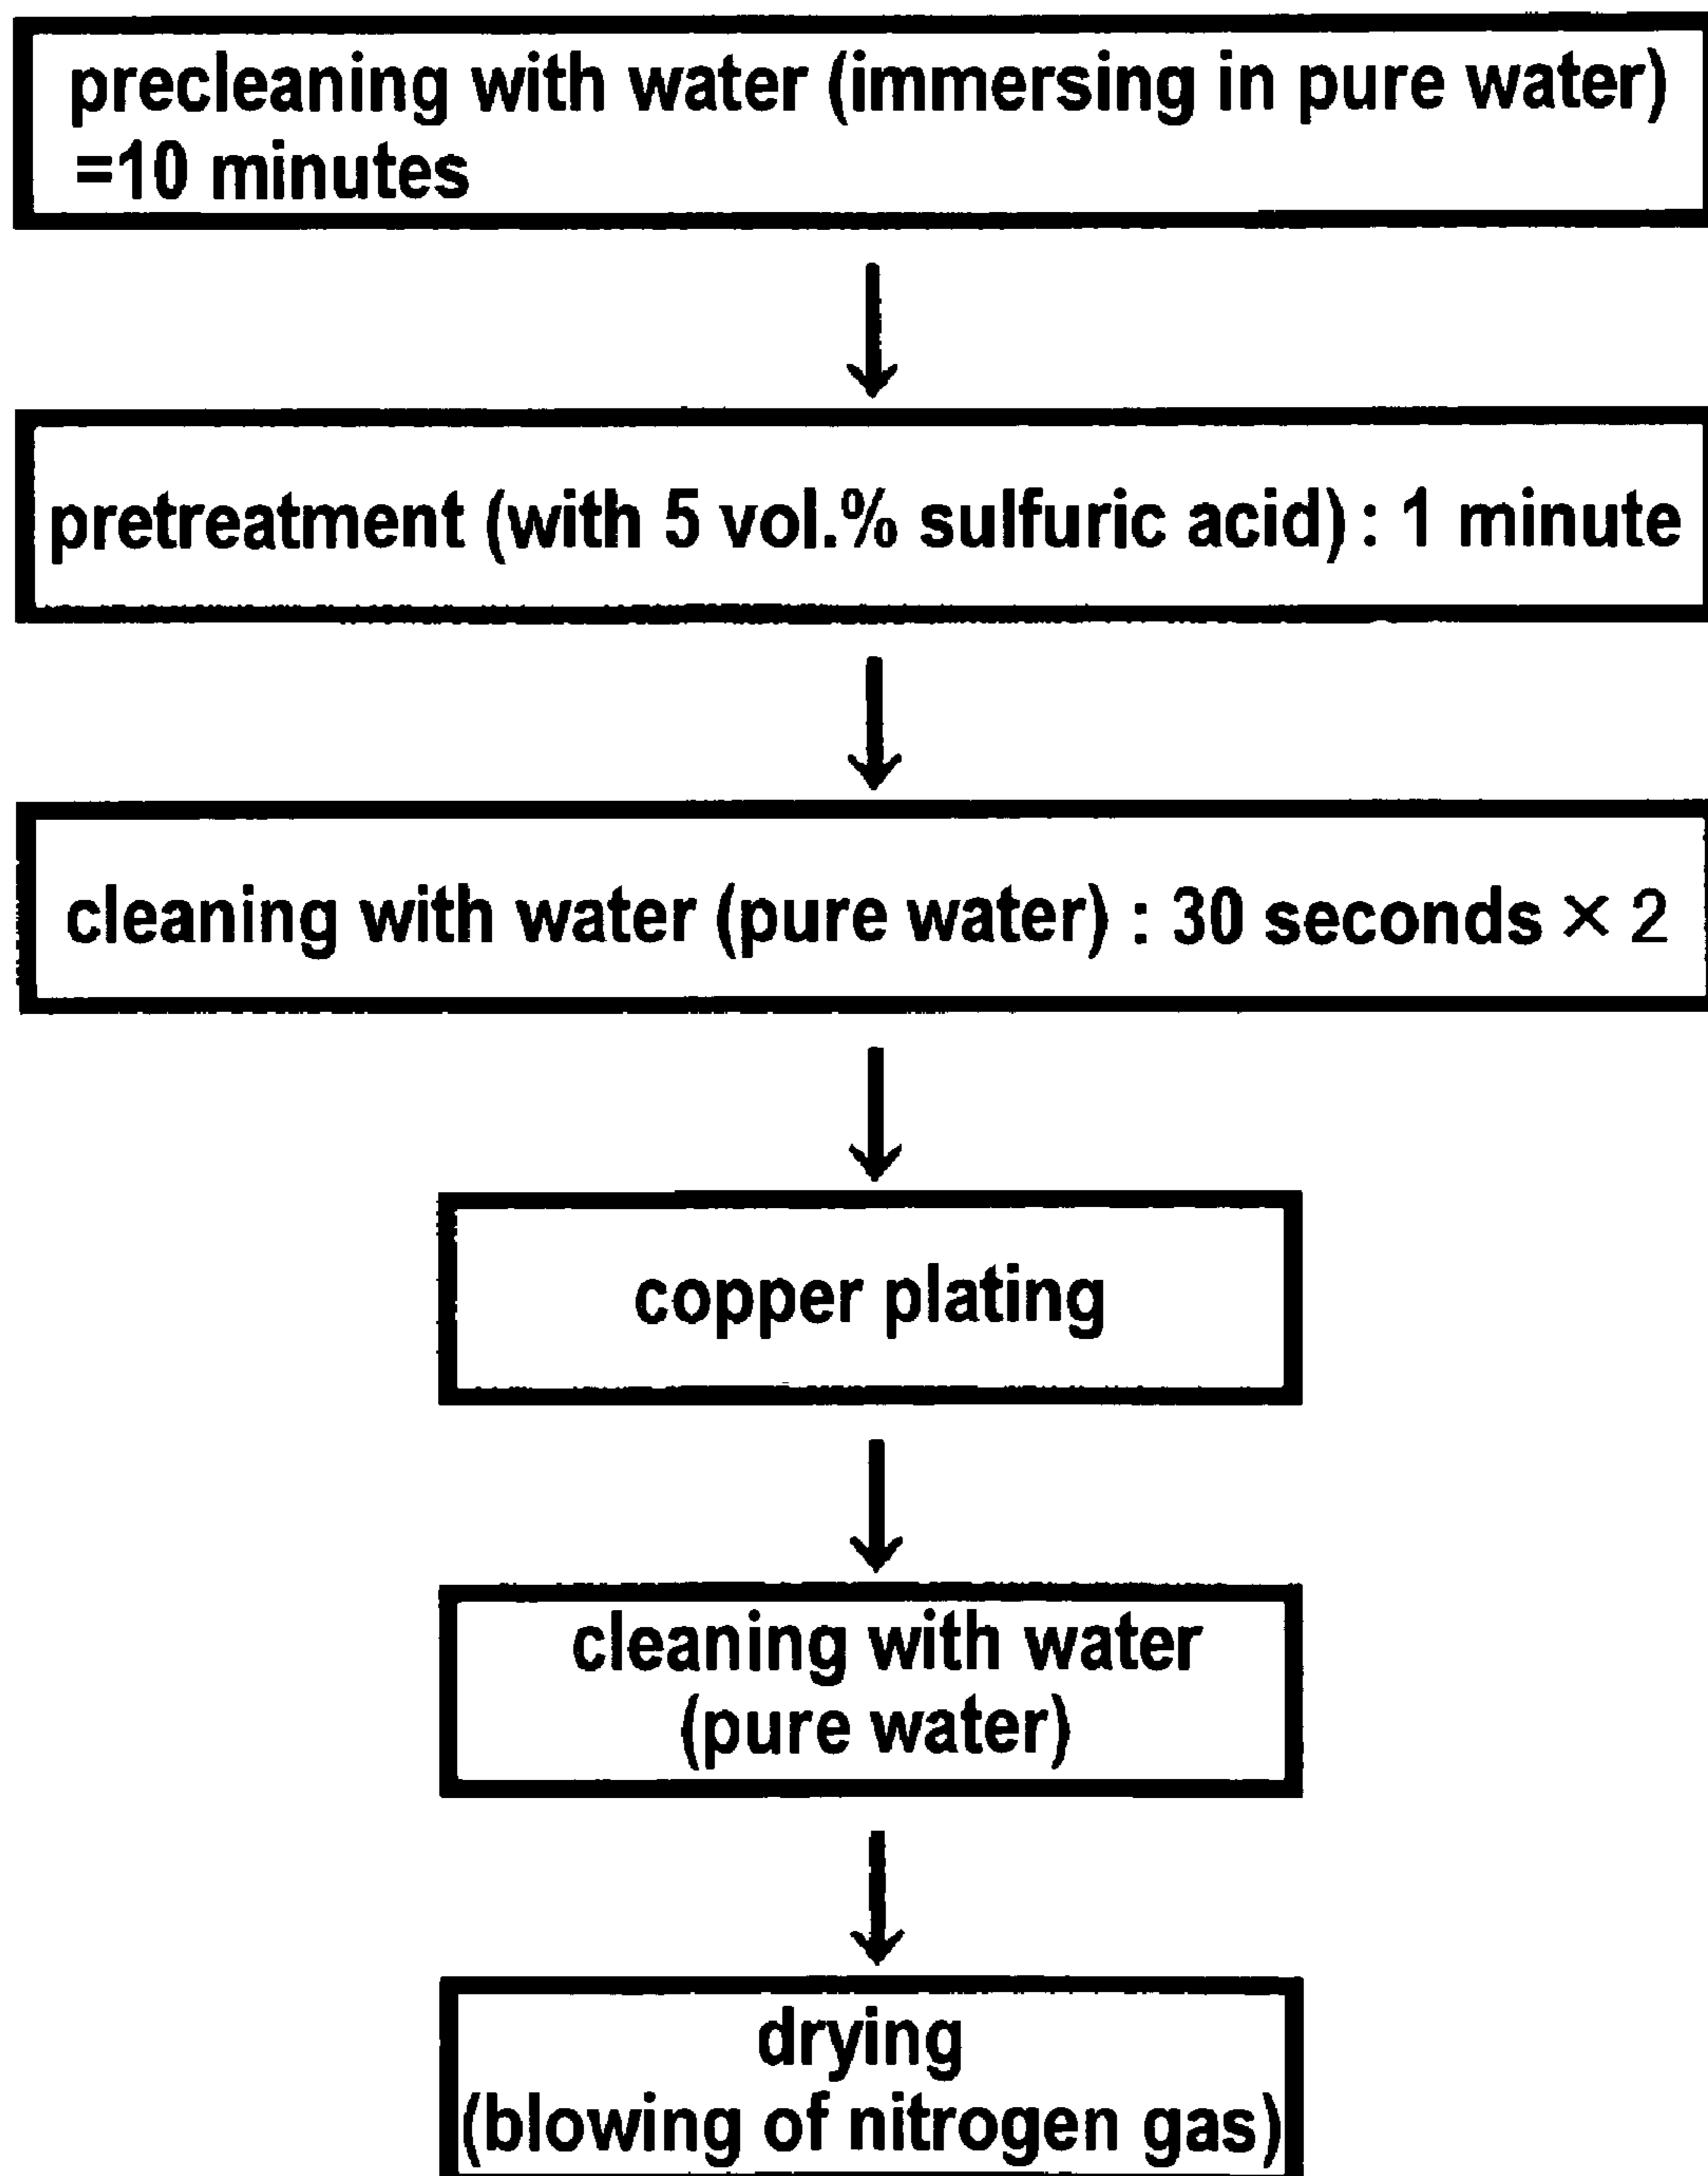 precleaning with water (immersing in pure water)
=10 minutes
pretreatment (with 5 vol.% sulfuric acid) : 1 minute
cleaning with water (pure water) : 30 seconds × 2
copper plating
cleaning with water
(pure water)
drying
(blowing of nitrogen gas)